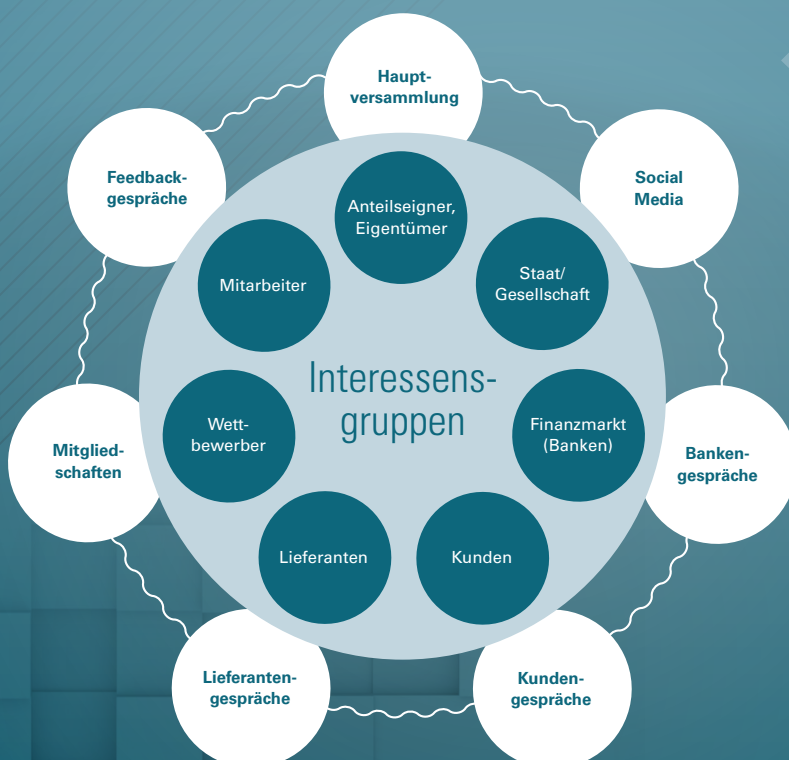 Haupt-
versammlung
Feedback-
gespräche
Social
Media
Anteilseigner,
Eigentümer
Mitarbeiter
Staat/
Gesellschaft
Interessens-
gruppen
Wett-
bewerber
Finanzmarkt
(Banken)
Mitglied-
schaften
Banken-
gespräche
Lieferanten
Kunden
Lieferanten-
gespräche
Kunden-
gespräche